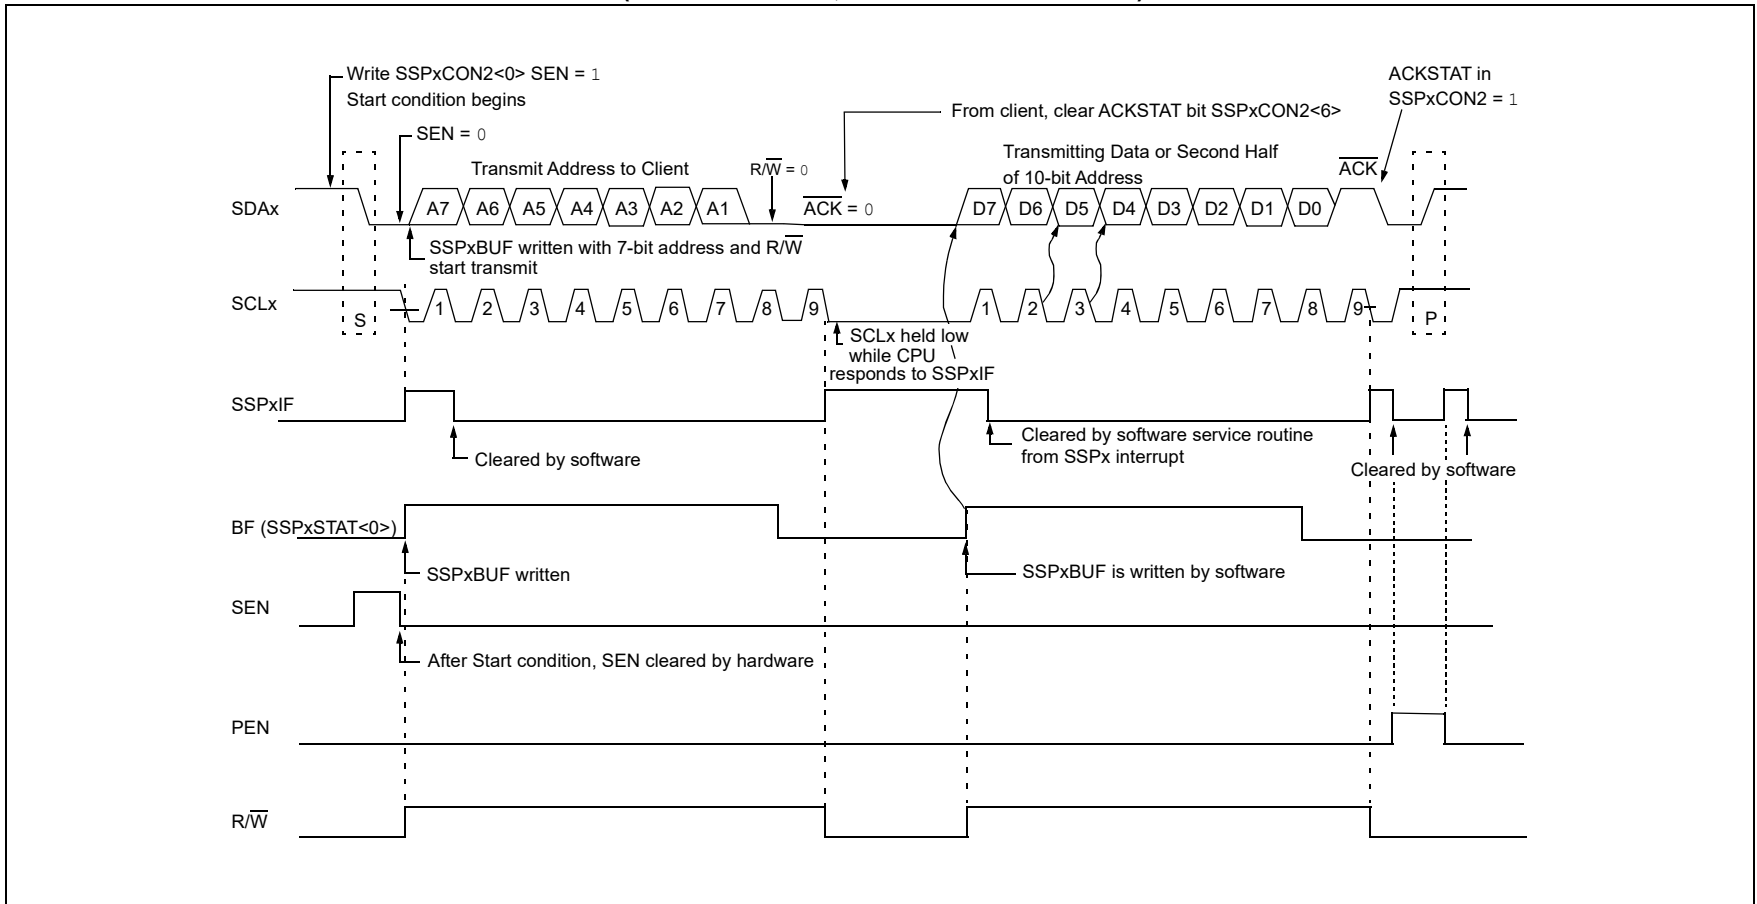 Write SSPxCON2<0> SEN = 1
Start condition begins
ACKSTAT in
SSPxCON2 = 1
From client, clear ACKSTAT bit SSPxCON2<6>
SEN = 0
Transmit Address to Client
R/W = 0
Transmitting Data or Second Half
of 10-bit Address
ACK
SDAx
A7 A6 A5 A4 A3 A2 A1
ACK = 0
D7 D6 D5 D4 D3 D2 D1 D0
SSPxBUF written with 7-bit address and R/W
start transmit
SCLx
S
1 2 3 4 5 6 7 8 9
1 2 3 4 5 6 7 8 9
P
SCLx held low
while CPU
responds to SSPxIF
SSPxIF
Cleared by software
Cleared by software service routine
from SSPx interrupt
Cleared by software
BF (SSPxSTAT<0>)
SSPxBUF written
SSPxBUF is written by software
SEN
After Start condition, SEN cleared by hardware
PEN
R/W